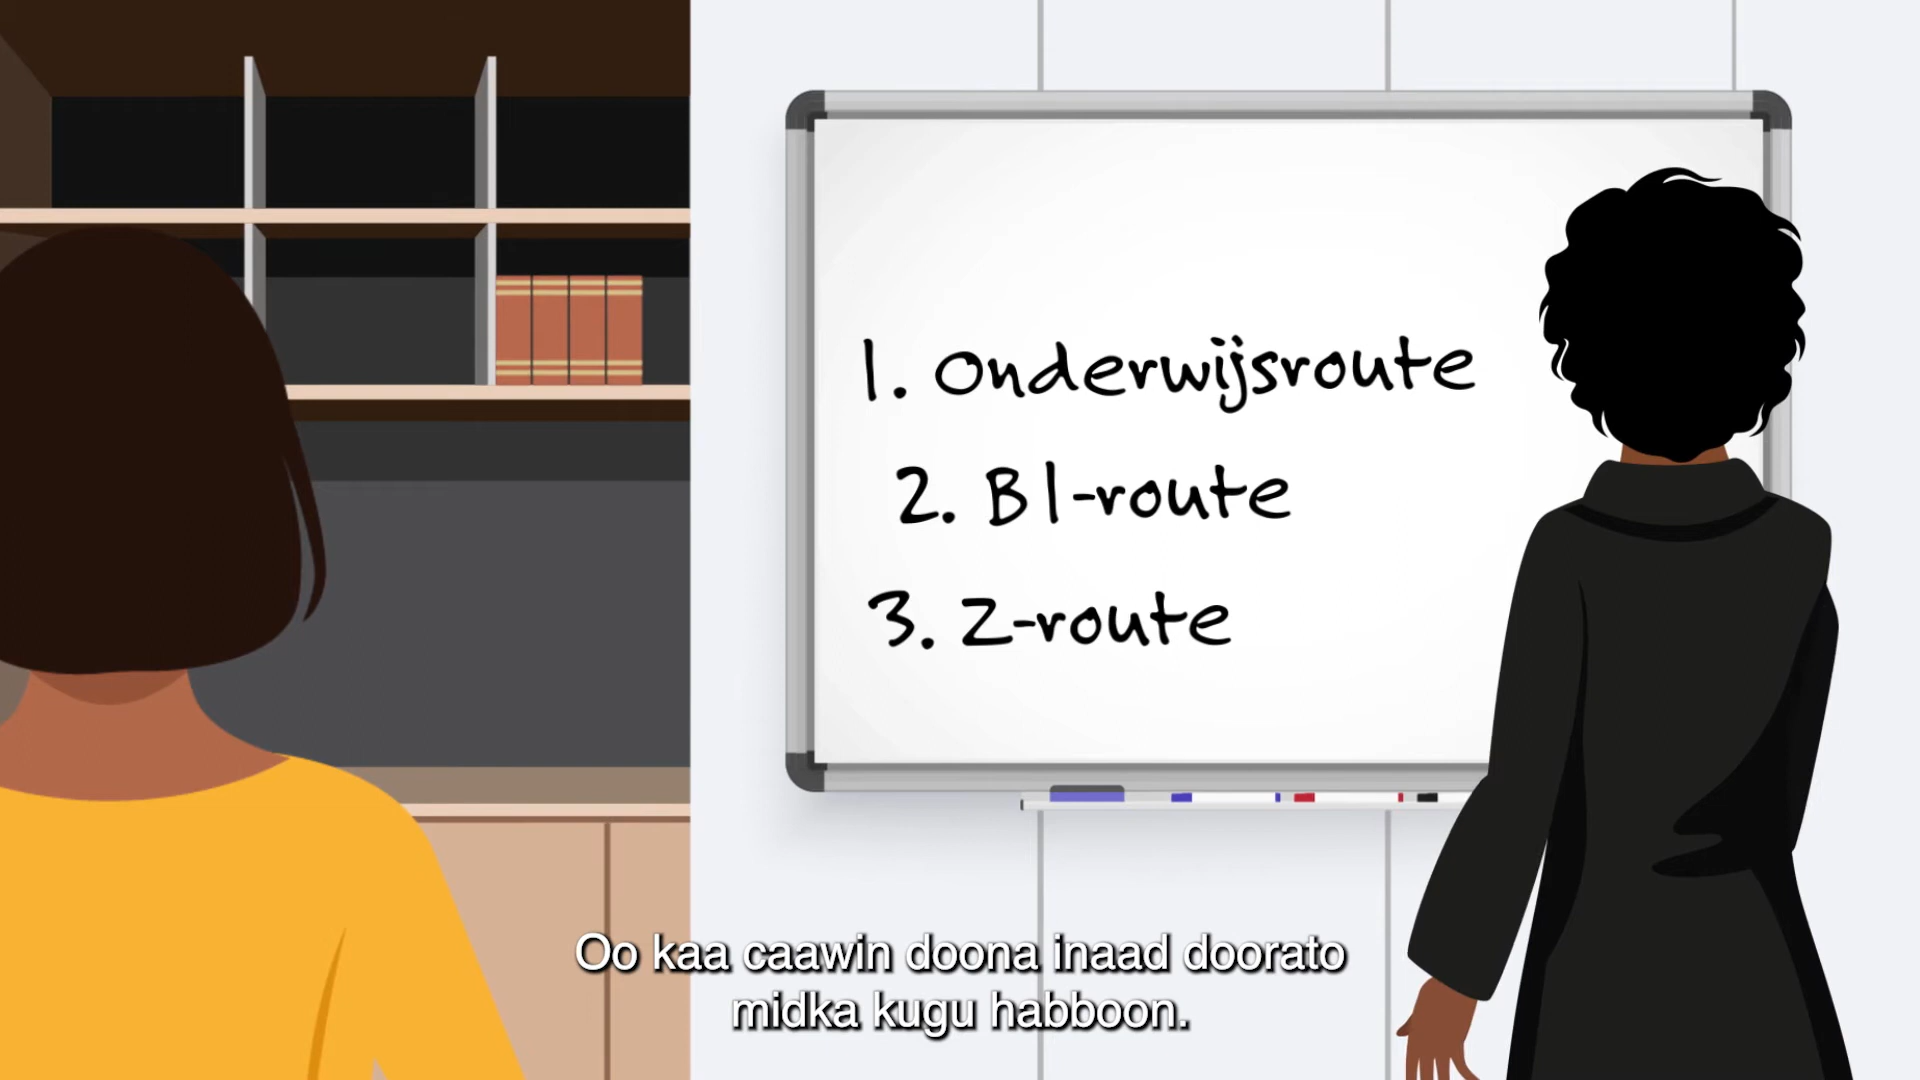 1. Onderwijsroute
2. B1-route
3. Z-route
Oo kaa caawin doona inaad doorato
midka kugu habboon.